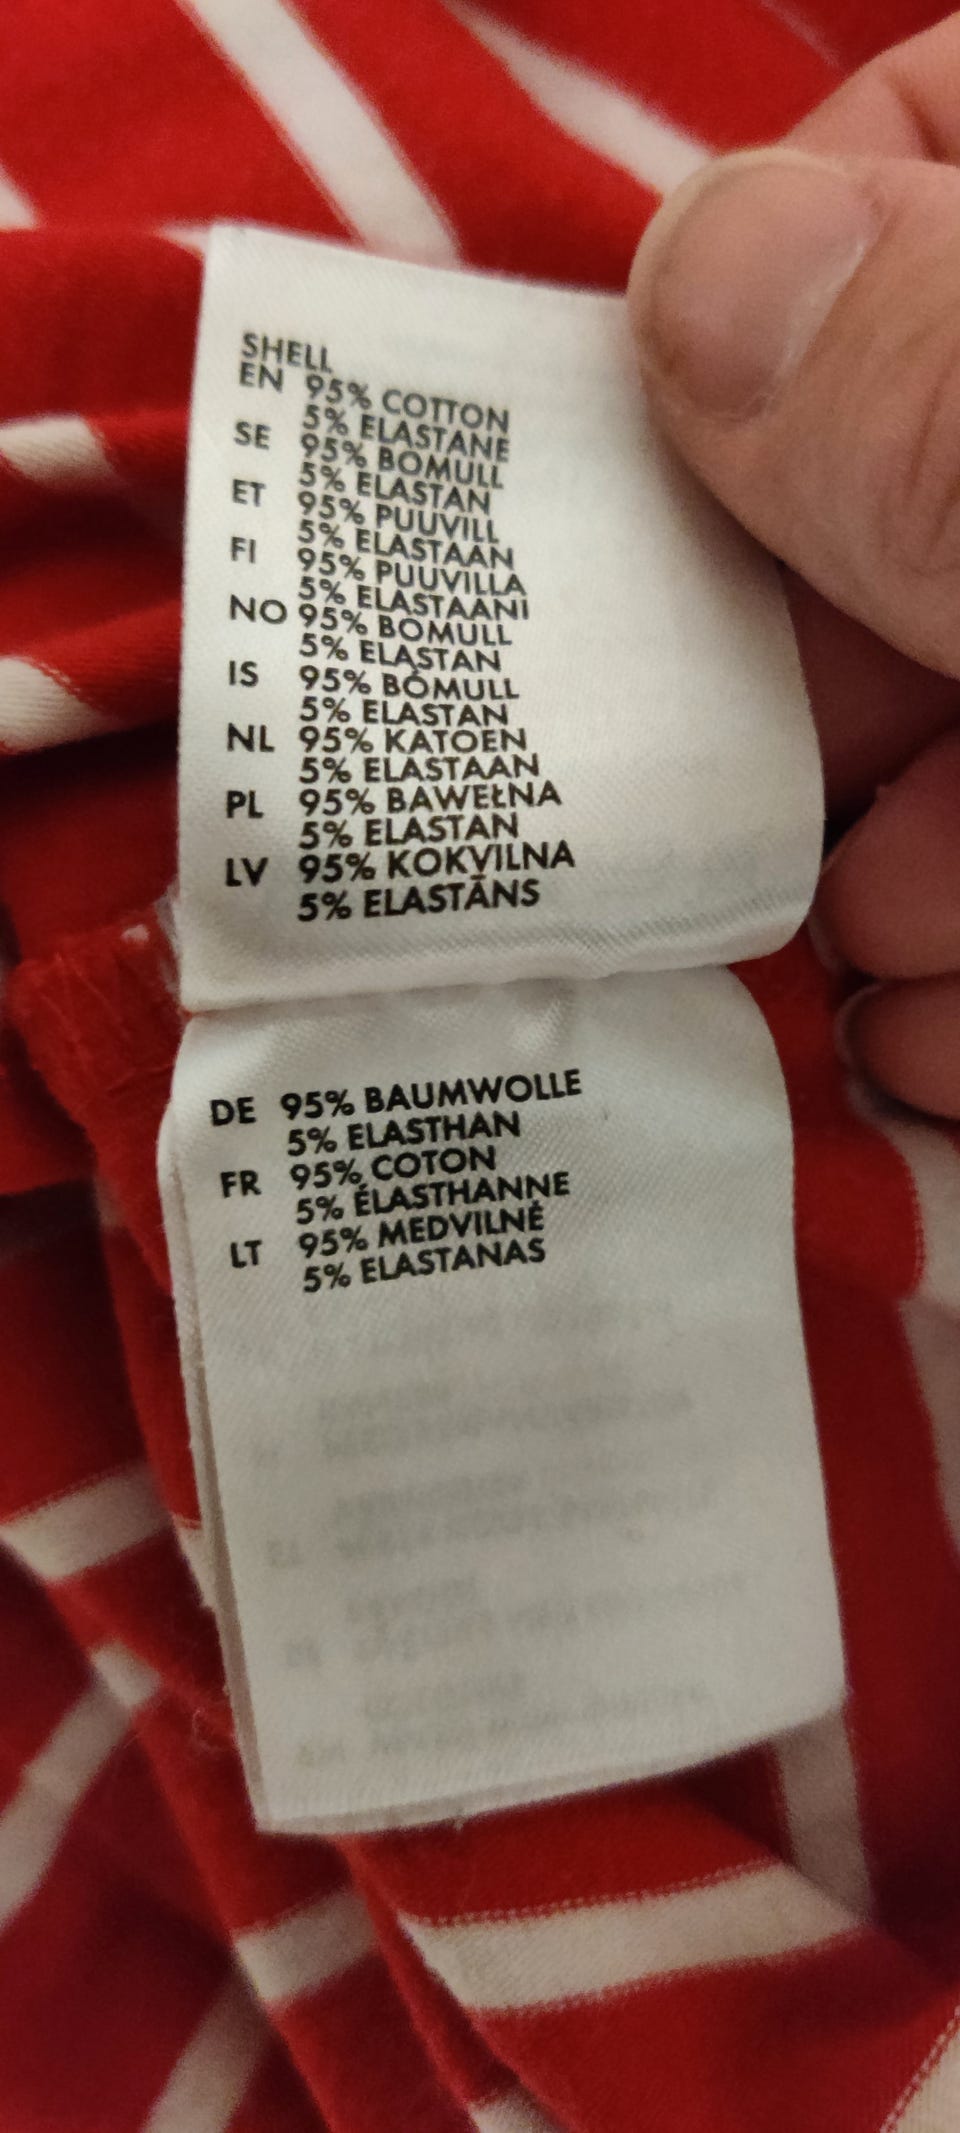 SHELL
EN 95% COTTON
5% ELASTANE
SE 95% BOMULL
5% ELASTAN
ET 95% PUUVILL
5% ELASTAAN
FI 95% PUUVILLA
5% ELASTAANI
NO 95% BOMULL
5% ELASTAN
IS 95% BÓMULL
5% ELASTAN
NL 95% KATOEN
5% ELASTAAN
PL 95% BAWEŁNA
5% ELASTAN
LV 95% KOKVILNA
5% ELASTĀNS
DE 95% BAUMWOLLE
5% ELASTHAN
FR 95% COTON
5% ÉLASTHANNE
LT 95% MEDVILNĖ
5% ELASTANAS